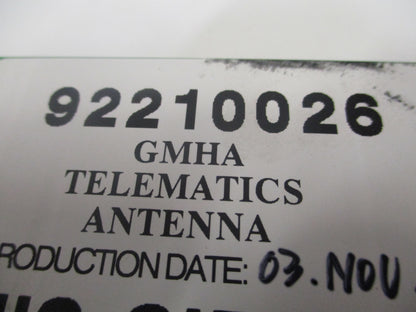 92210026
GMHA
TELEMATICS
ANTENNA
RODUCTION DATE: 03. NOV